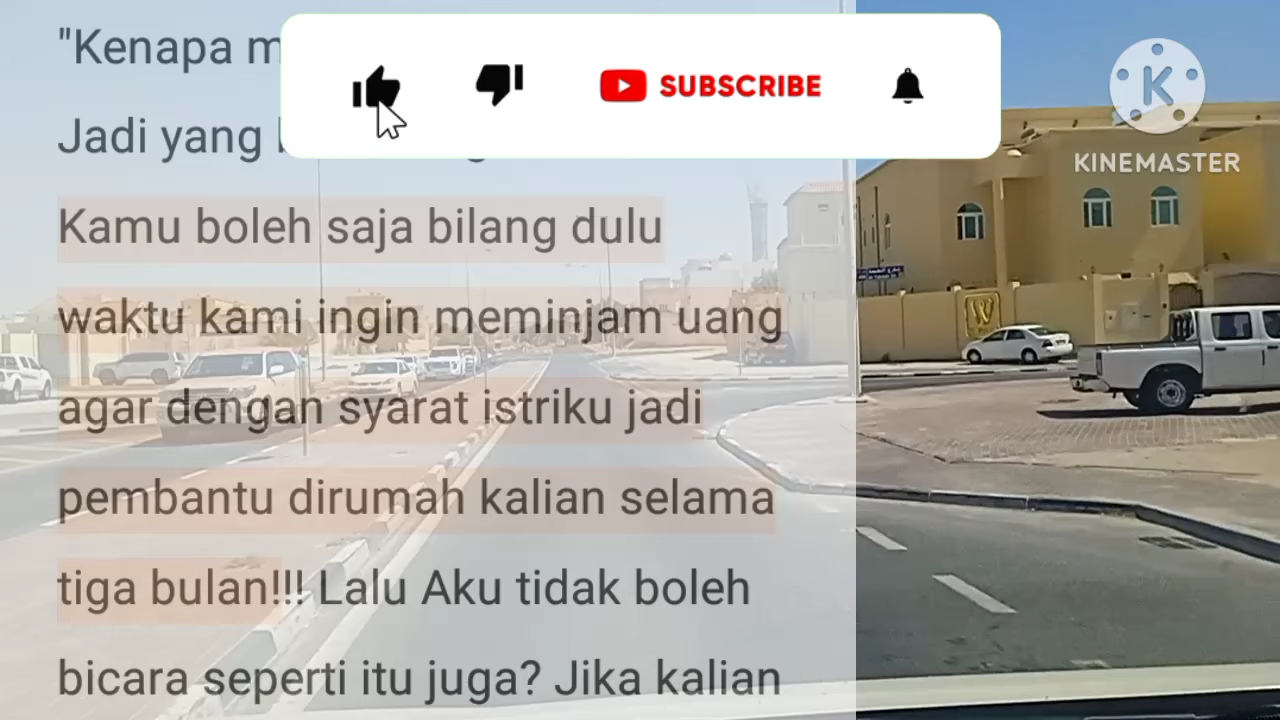 "Kenapa
SUBSCRIBE
KINEMASTER
Jadi yang
Kamu boleh saja bilang dulu
waktu kami ingin meminjam uang
agar dengan syarat istriku jadi
pembantu dirumah kalian selama
tiga bulan!!! Lalu Aku tidak boleh
bicara seperti itu juga? Jika kalian